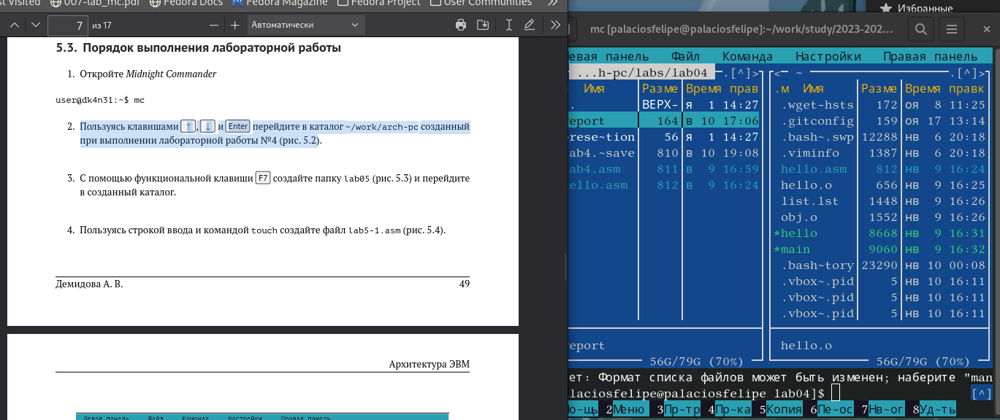 st Visited 007-lab_mc.pdf Fedora Docs Fedora Magazine Fedora Project User Communities »
7 из 17 — + Автоматически
5.3. Порядок выполнения лабораторной работы
1. Откройте Midnight Commander
user@dk4n31:~$ mc
2. Пользуясь клавишами ↑, ↓ и Enter перейдите в каталог ~/work/arch-pc созданный
при выполнении лабораторной работы №4 (рис. 5.2).
3. С помощью функциональной клавиши F7 создайте папку lab05 (рис. 5.3) и перейдите
в созданный каталог.
4. Пользуясь строкой ввода и командой touch создайте файл lab5-1.asm (рис. 5.4).
Демидова А. В. 49
Архитектура ЭВМ
Левая панель Файл Команда Настройки Правая панель
Избранные
mc [palaciosfelipe@palaciosfelipe]:~/work/study/2023-202...
Левая панель Файл Команда Настройки Правая панель
...h-pc/labs/lab04 .[^]>
Имя Разме Время прав
. ВЕРХ- я 1 14:27
report 164 в 10 17:06
prese~tion 56 я 1 14:27
lab4.~save 810 в 10 19:08
lab4.asm 811 в 9 16:59
hello.asm 812 в 9 16:24
report
56G/79G (70%)
<─ ~ .[^]>
.м Имя Разме Время правк
.wget-hsts 172 оя 8 11:25
.gitconfig 159 оя 17 13:14
.bash~.swp 12288 нв 6 20:18
.viminfo 1387 нв 6 20:18
hello.asm 812 нв 9 16:24
hello.o 656 нв 9 16:25
list.lst 1448 нв 9 16:26
obj.o 1552 нв 9 16:26
*hello 8668 нв 9 16:31
*main 9060 нв 9 16:32
.bash~tory 23290 нв 10 00:08
.vbox~.pid 5 нв 10 16:11
.vbox~.pid 5 нв 10 16:11
.vbox~.pid 5 нв 10 16:11
hello.o
56G/79G (70%)
ет: Формат списка файлов может быть изменен; наберите "man
alaciosfelipe@palaciosfelipe lab04]$ [^]
По~щь 2Меню 3Пр~тр 4Пр~ка 5Копия 6Пе~ос 7Нв~ог 8Уд~ть